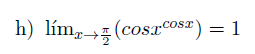 h) lím_{x→π/2}(cosx^{cosx}) = 1